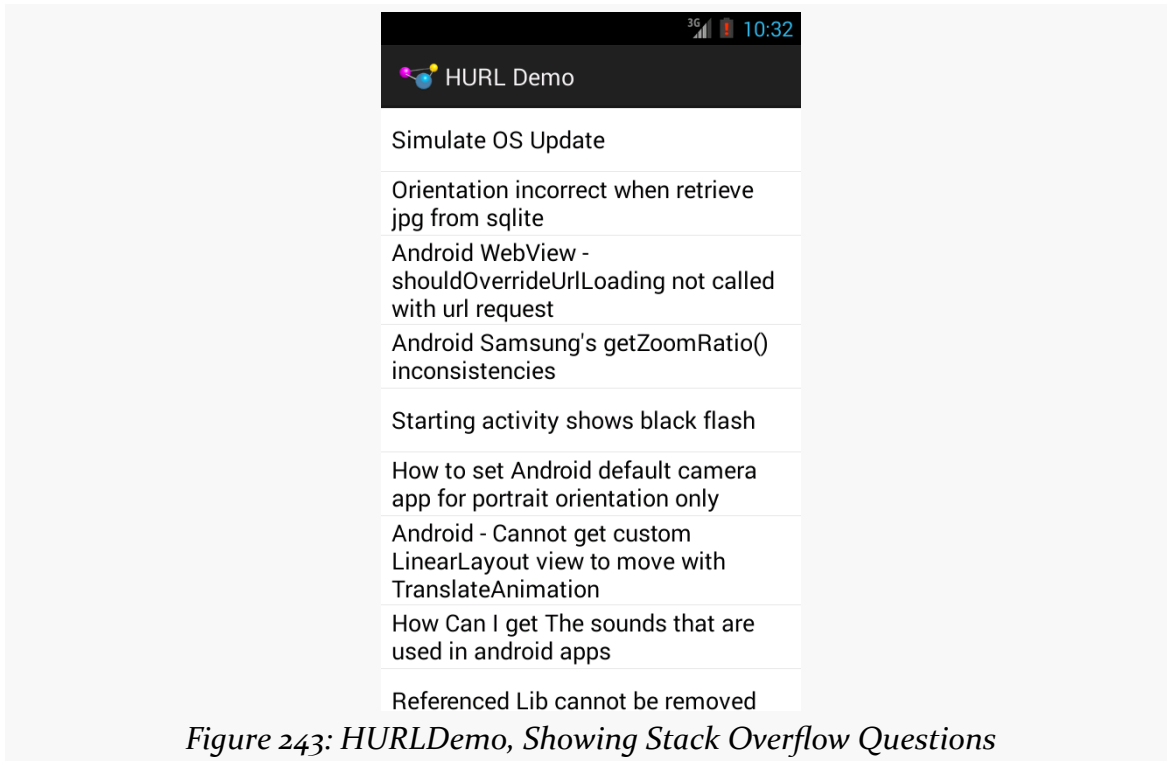 3G 10:32
HURL Demo
Simulate OS Update
Orientation incorrect when retrieve
jpg from sqlite
Android WebView -
shouldOverrideUrlLoading not called
with url request
Android Samsung's getZoomRatio()
inconsistencies
Starting activity shows black flash
How to set Android default camera
app for portrait orientation only
Android - Cannot get custom
LinearLayout view to move with
TranslateAnimation
How Can I get The sounds that are
used in android apps
Referenced Lib cannot be removed
Figure 243: HURLDemo, Showing Stack Overflow Questions